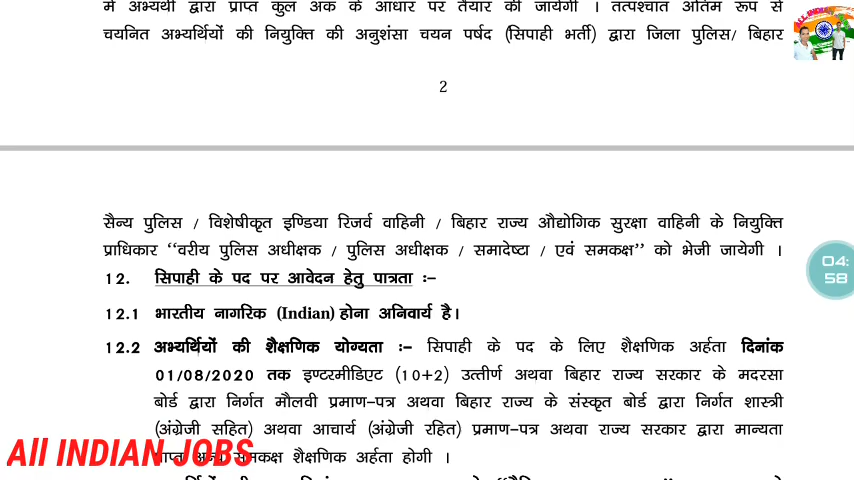 में अभ्यर्थी द्वारा प्राप्त कुल अंक के आधार पर तैयार की जायेगी । तत्पश्चात अंतिम रूप से
चयनित अभ्यर्थियों की नियुक्ति की अनुशंसा चयन पर्षद (सिपाही भर्ती) द्वारा जिला पुलिस/ बिहार
2
सैन्य पुलिस / विशेषीकृत इण्डिया रिजर्व वाहिनी / बिहार राज्य औद्योगिक सुरक्षा वाहिनी के नियुक्ति
प्राधिकार ‘‘वरीय पुलिस अधीक्षक / पुलिस अधीक्षक / समादेष्टा / एवं समकक्ष’’ को भेजी जायेगी ।
04:
58
12. सिपाही के पद पर आवेदन हेतु पात्रता :–
12.1 भारतीय नागरिक (Indian) होना अनिवार्य है।
12.2 अभ्यर्थियों की शैक्षणिक योग्यता :– सिपाही के पद के लिए शैक्षणिक अर्हता दिनांक
01/08/2020 तक इण्टरमीडिएट (10+2) उत्तीर्ण अथवा बिहार राज्य सरकार के मदरसा
बोर्ड द्वारा निर्गत मौलवी प्रमाण–पत्र अथवा बिहार राज्य के संस्कृत बोर्ड द्वारा निर्गत शास्त्री
(अंग्रेजी सहित) अथवा आचार्य (अंग्रेजी रहित) प्रमाण–पत्र अथवा राज्य सरकार द्वारा मान्यता
प्राप्त अन्य समकक्ष शैक्षणिक अर्हता होगी ।
All INDIAN JOBS